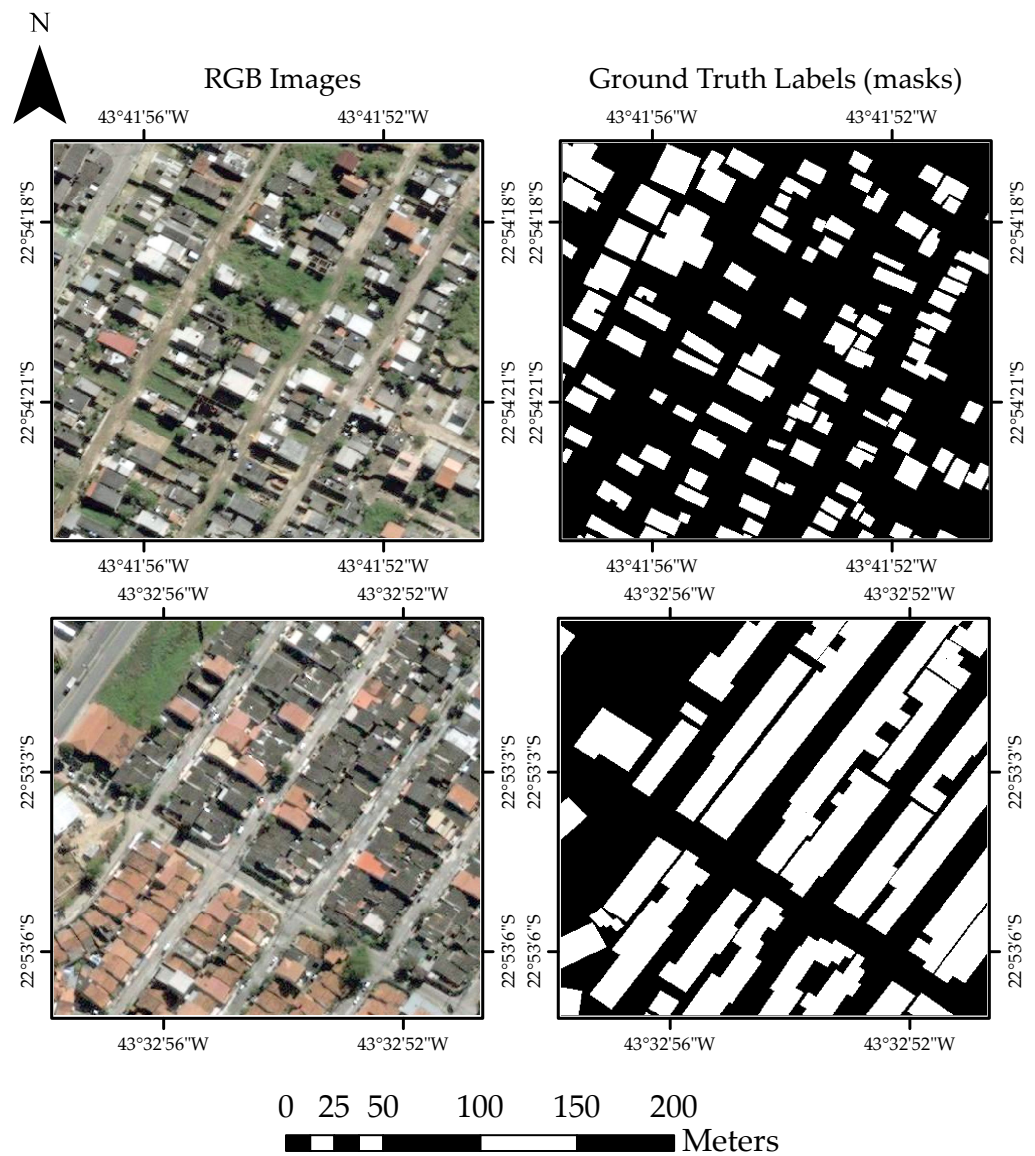 N
RGB Images
Ground Truth Labels (masks)
43°41'56"W 43°41'52"W 43°41'56"W 43°41'52"W
22°54'18"S 22°54'18"S 22°54'18"S 22°54'18"S
22°54'21"S 22°54'21"S 22°54'21"S 22°54'21"S
43°41'56"W 43°41'52"W 43°41'56"W 43°41'52"W
43°32'56"W 43°32'52"W 43°32'56"W 43°32'52"W
22°53'3"S 22°53'3"S 22°53'3"S 22°53'3"S
22°53'6"S 22°53'6"S 22°53'6"S 22°53'6"S
43°32'56"W 43°32'52"W 43°32'56"W 43°32'52"W
0 25 50 100 150 200
Meters